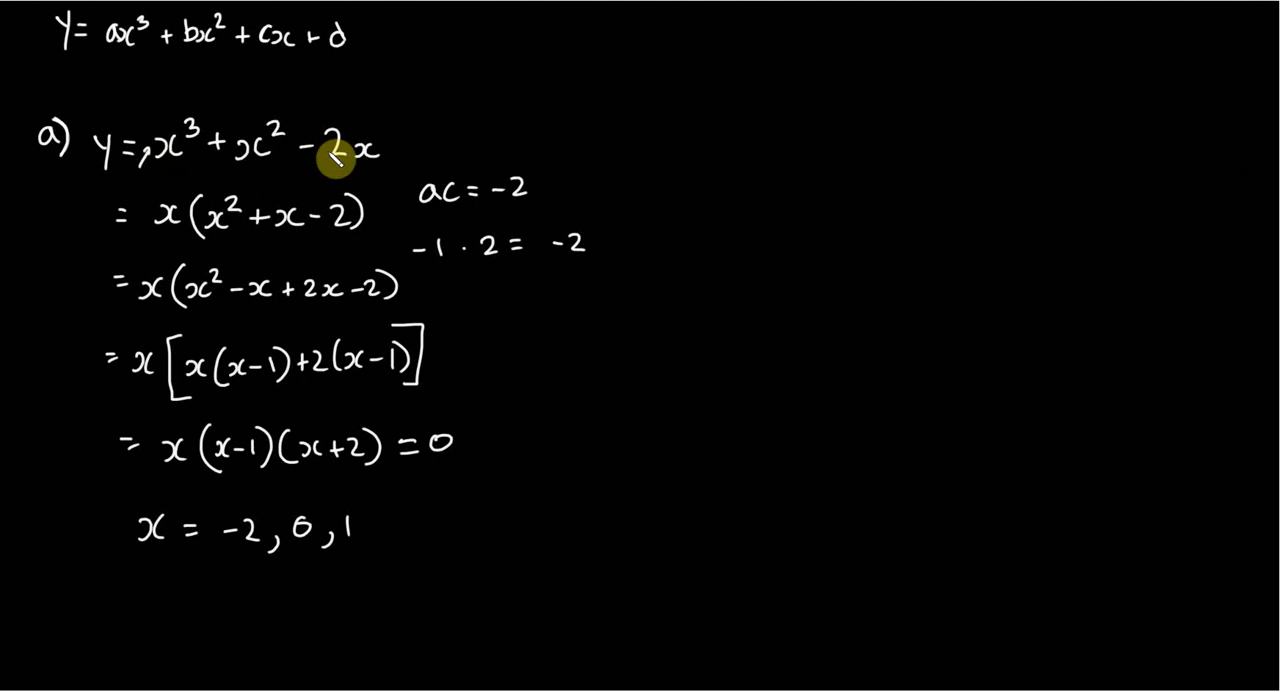 y = ax³ + bx² + cx + d
a) y = x³ + x² - 2x
= x(x² + x - 2)
ac = -2
-1 · 2 = -2
= x(x² - x + 2x - 2)
= x[x(x-1)+2(x-1)]
= x(x-1)(x+2) = 0
x = -2, 0, 1